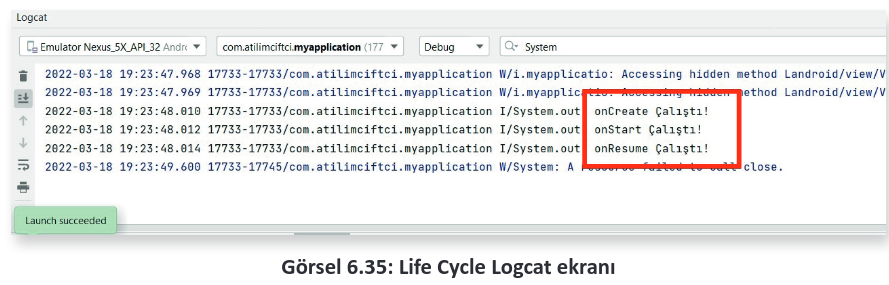 Logcat
Emulator Nexus_5X_API_32 Andrc com.atilimciftci.myapplication (177 Debug System
2022-03-18 19:23:47.968 17733-17733/com.atilimciftci.myapplication W/i.myapplicatio: Accessing hidden method Landroid/view/V
2022-03-18 19:23:47.969 17733-17733/com.atilimciftci.myapplication W/i.myapplicatio: Accessing hidden method Landroid/view/V
2022-03-18 19:23:48.010 17733-17733/com.atilimciftci.myapplication I/System.out onCreate Çalıştı!
2022-03-18 19:23:48.012 17733-17733/com.atilimciftci.myapplication I/System.out onStart Çalıştı!
2022-03-18 19:23:48.014 17733-17733/com.atilimciftci.myapplication I/System.out onResume Çalıştı!
2022-03-18 19:23:49.600 17733-17745/com.atilimciftci.myapplication W/System: A resource failed to call close.
Launch succeeded
Görsel 6.35: Life Cycle Logcat ekranı